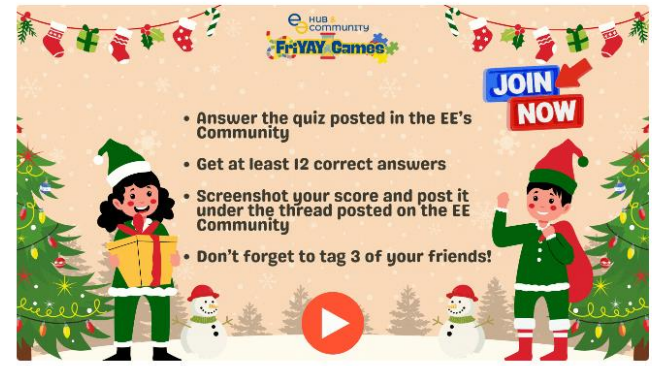 e HUB &
community
FriYAY Games
JOIN
NOW
• Answer the quiz posted in the EE's
Community
• Get at least 12 correct answers
• Screenshot your score and post it
under the thread posted on the EE
Community
• Don't forget to tag 3 of your friends!